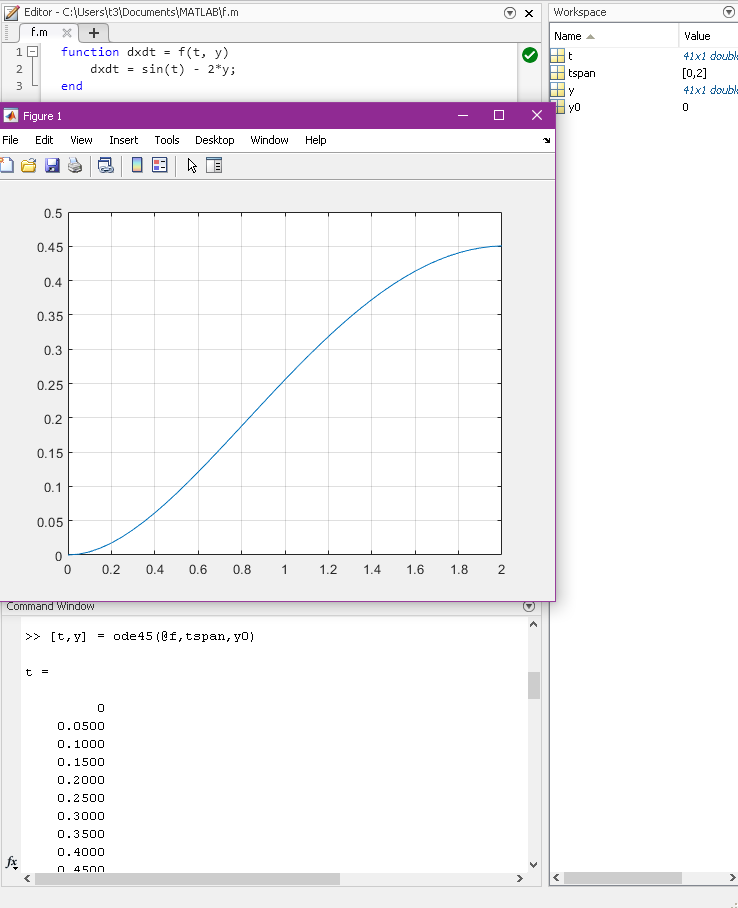 Editor - C:\Users\t3\Documents\MATLAB\f.m
f.m
1 function dxdt = f(t, y)
2 dxdt = sin(t) - 2*y;
3 end
Workspace
Name Value
t 41x1 double
tspan [0,2]
y 41x1 double
y0 0
Figure 1
File Edit View Insert Tools Desktop Window Help
0.5
0.45
0.4
0.35
0.3
0.25
0.2
0.15
0.1
0.05
0
0 0.2 0.4 0.6 0.8 1 1.2 1.4 1.6 1.8 2
Command Window
>> [t,y] = ode45(@f,tspan,y0)
t =
0
0.0500
0.1000
0.1500
0.2000
0.2500
0.3000
0.3500
0.4000
0.4500
fx